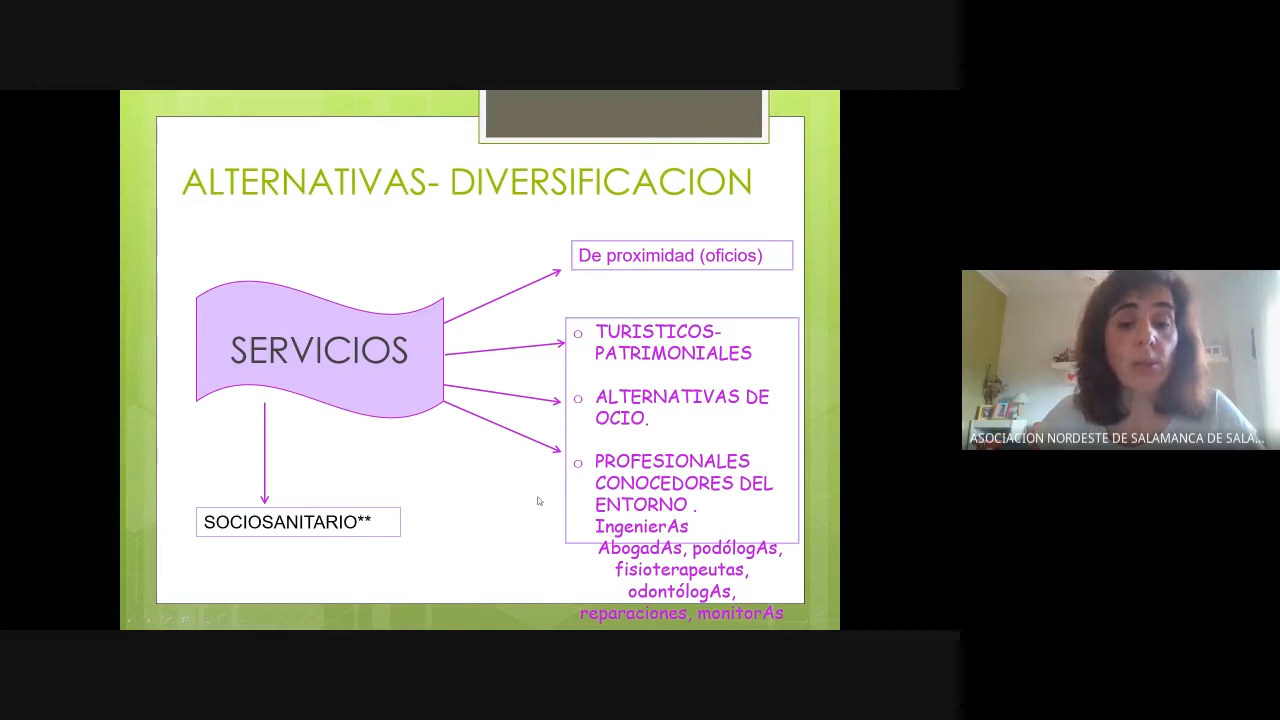 ALTERNATIVAS- DIVERSIFICACION
De proximidad (oficios)
SERVICIOS
TURISTICOS-
PATRIMONIALES
ALTERNATIVAS DE
OCIO.
PROFESIONALES
CONOCEDORES DEL
ENTORNO .
IngenierAs
AbogadAs, podólogAs,
fisioterapeutas,
odontólogAs,
reparaciones, monitorAs
SOCIOSANITARIO**
ASOCIACION NORDESTE DE SALAMANCA DE SALA...